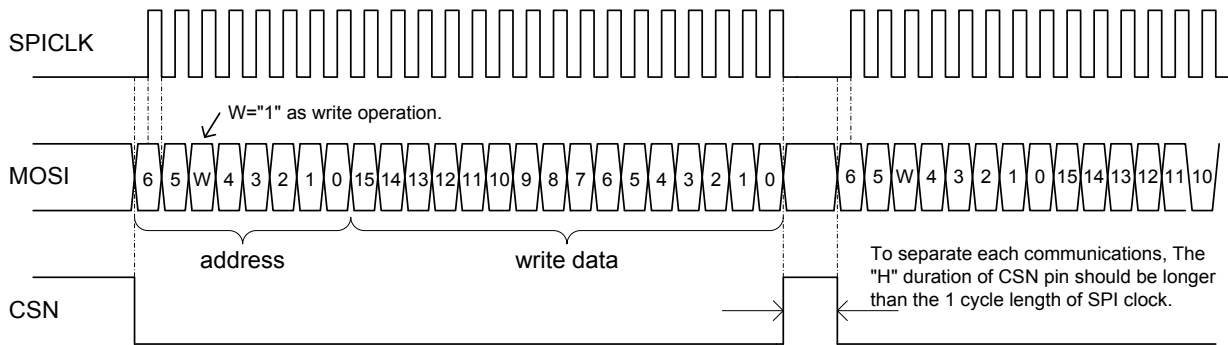 SPICLK
W="1" as write operation.
MOSI
6 5 W 4 3 2 1 0 15 14 13 12 11 10 9 8 7 6 5 4 3 2 1 0 6 5 W 4 3 2 1 0 15 14 13 12 11 10
address
write data
To separate each communications, The
"H" duration of CSN pin should be longer
than the 1 cycle length of SPI clock.
CSN